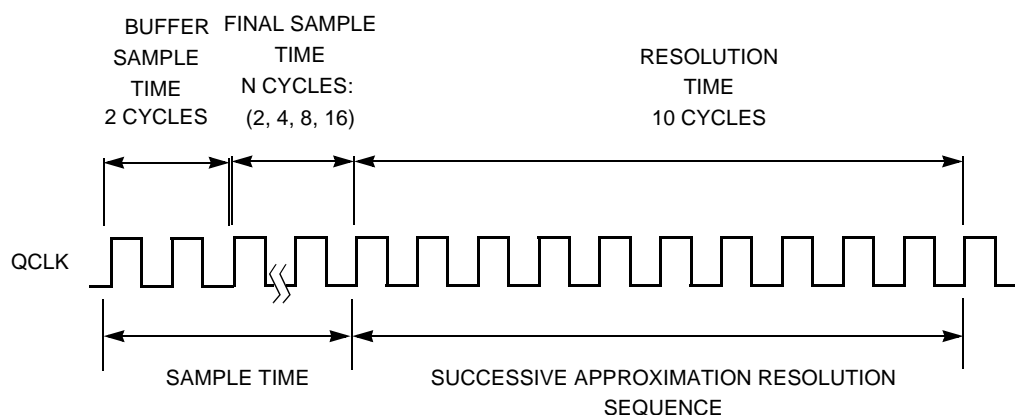 BUFFER
SAMPLE
TIME
2 CYCLES
FINAL SAMPLE
TIME
N CYCLES:
(2, 4, 8, 16)
RESOLUTION
TIME
10 CYCLES
QCLK
SAMPLE TIME
SUCCESSIVE APPROXIMATION RESOLUTION
SEQUENCE